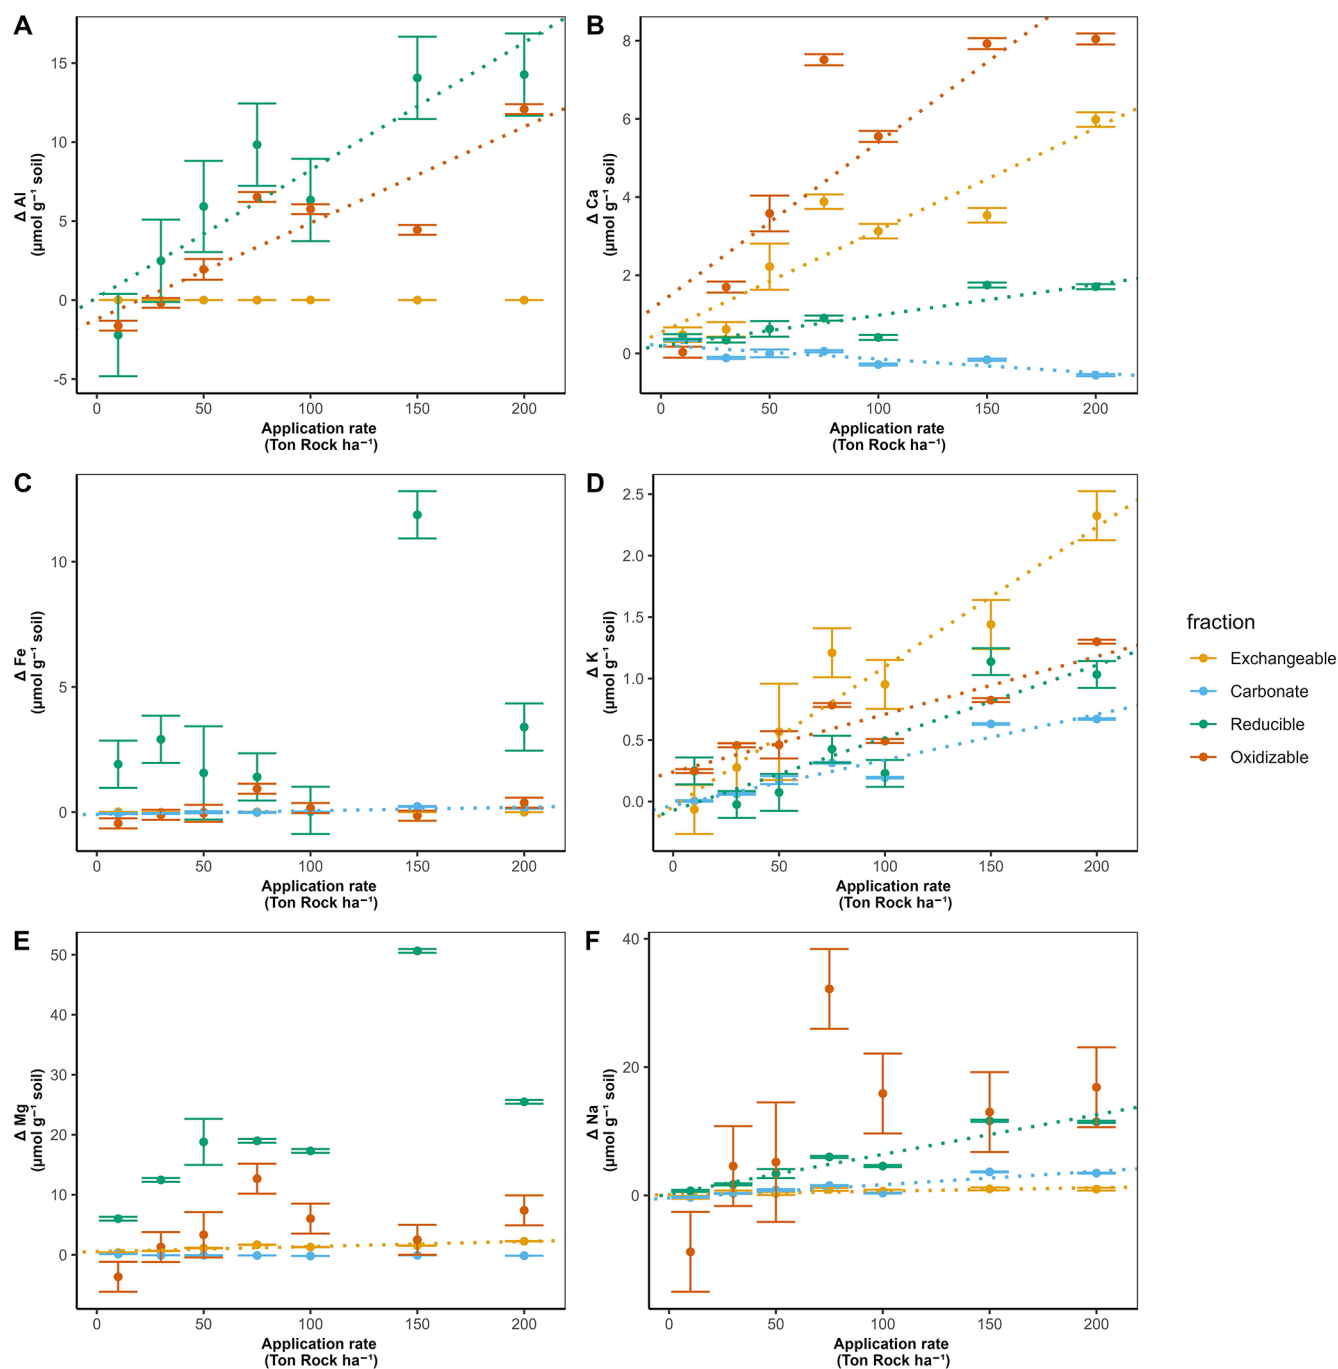 A
Δ Al
(μmol g⁻¹ soil)
15
10
5
0
-5
0 50 100 150 200
Application rate
(Ton Rock ha⁻¹)
B
Δ Ca
(μmol g⁻¹ soil)
8
6
4
2
0
0 50 100 150 200
Application rate
(Ton Rock ha⁻¹)
C
Δ Fe
(μmol g⁻¹ soil)
10
5
0
0 50 100 150 200
Application rate
(Ton Rock ha⁻¹)
D
Δ K
(μmol g⁻¹ soil)
2.5
2.0
1.5
1.0
0.5
0.0
0 50 100 150 200
Application rate
(Ton Rock ha⁻¹)
fraction
Exchangeable
Carbonate
Reducible
Oxidizable
E
Δ Mg
(μmol g⁻¹ soil)
50
40
30
20
10
0
0 50 100 150 200
Application rate
(Ton Rock ha⁻¹)
F
Δ Na
(μmol g⁻¹ soil)
40
20
0
0 50 100 150 200
Application rate
(Ton Rock ha⁻¹)